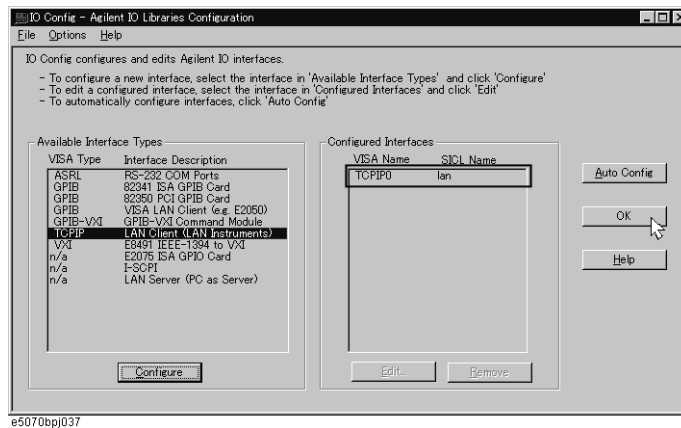 IO Config - Agilent IO Libraries Configuration
File Options Help
IO Config configures and edits Agilent IO interfaces.
- To configure a new interface, select the interface in 'Available Interface Types' and click 'Configure'
- To edit a configured interface, select the interface in 'Configured Interfaces' and click 'Edit'
- To automatically configure interfaces, click 'Auto Config'
Available Interface Types
VISA Type Interface Description
ASRL RS-232 COM Ports
GPIB 82341 ISA GPIB Card
GPIB 82350 PCI GPIB Card
GPIB VISA LAN Client (e.g. E2050)
GPIB-VXI GPIB-VXI Command Module
TCPIP LAN Client (LAN Instruments)
VXI E8491 IEEE-1394 to VXI
n/a E2075 ISA GPIO Card
n/a I-SCPI
n/a LAN Server (PC as Server)
Configure
Configured Interfaces
VISA Name SICL Name
TCPIP0 lan
Edit...
Remove
Auto Config
OK
Help
e5070bpj037